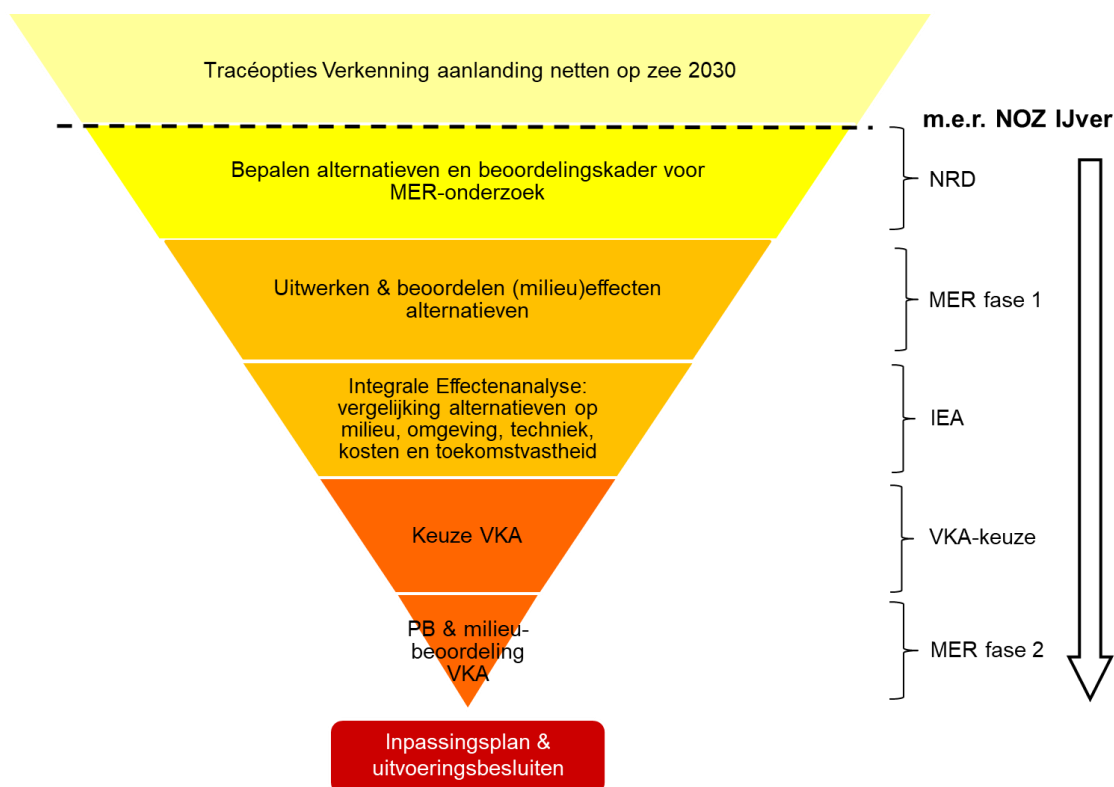 Tracéopties Verkenning aanlanding netten op zee 2030
m.e.r. NOZ IJver
Bepalen alternatieven en beoordelingskader voor
MER-onderzoek
NRD
Uitwerken & beoordelen (milieu)effecten
alternatieven
MER fase 1
Integrale Effectenanalyse:
vergelijking alternatieven op
milieu, omgeving, techniek,
kosten en toekomstvastheid
IEA
Keuze VKA
VKA-keuze
PB & milieu-
beoordeling
VKA
MER fase 2
Inpassingsplan &
uitvoeringsbesluiten